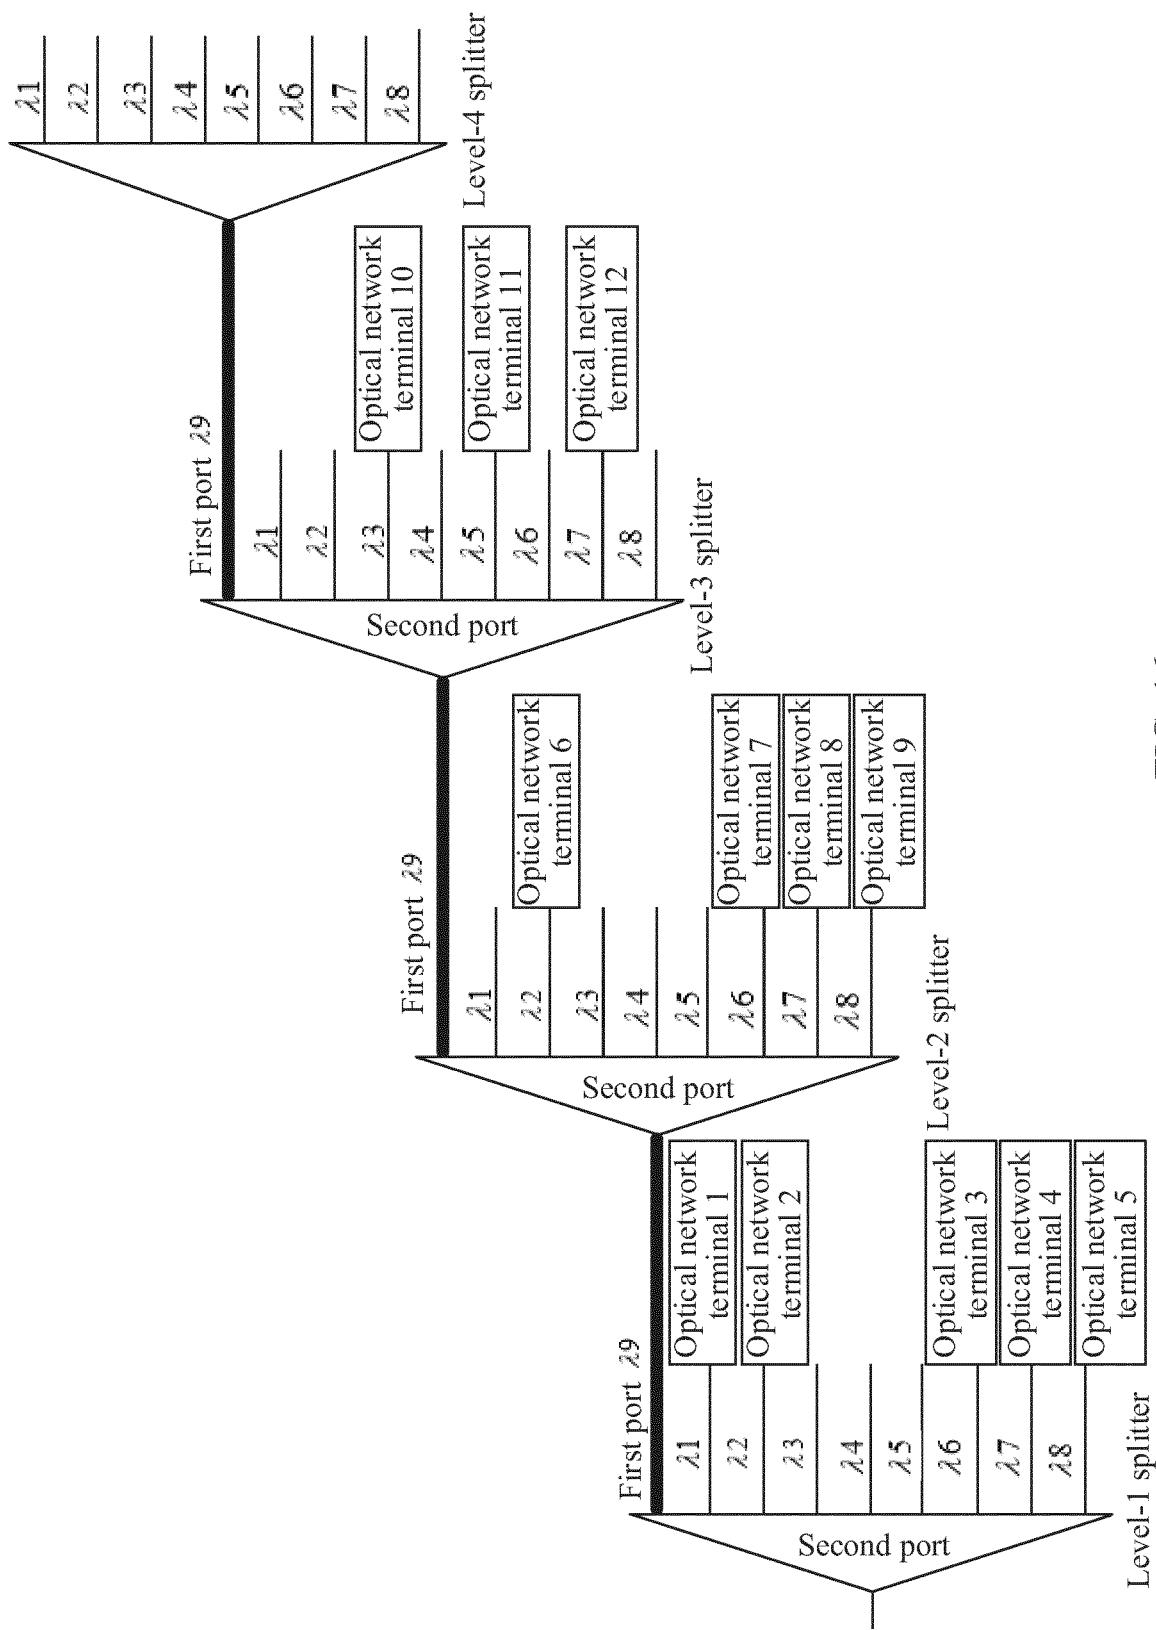 First port λ9
λ1
λ2
λ3
λ4
λ5
λ6
λ7
λ8
Second port
Level-1 splitter
Optical network
terminal 1
Optical network
terminal 2
Optical network
terminal 3
Optical network
terminal 4
Optical network
terminal 5
First port λ9
λ1
λ2
λ3
λ4
λ5
λ6
λ7
λ8
Second port
Level-2 splitter
Optical network
terminal 6
Optical network
terminal 7
Optical network
terminal 8
Optical network
terminal 9
First port λ9
λ1
λ2
λ3
λ4
λ5
λ6
λ7
λ8
Second port
Level-3 splitter
Optical network
terminal 10
Optical network
terminal 11
Optical network
terminal 12
λ1
λ2
λ3
λ4
λ5
λ6
λ7
λ8
Level-4 splitter